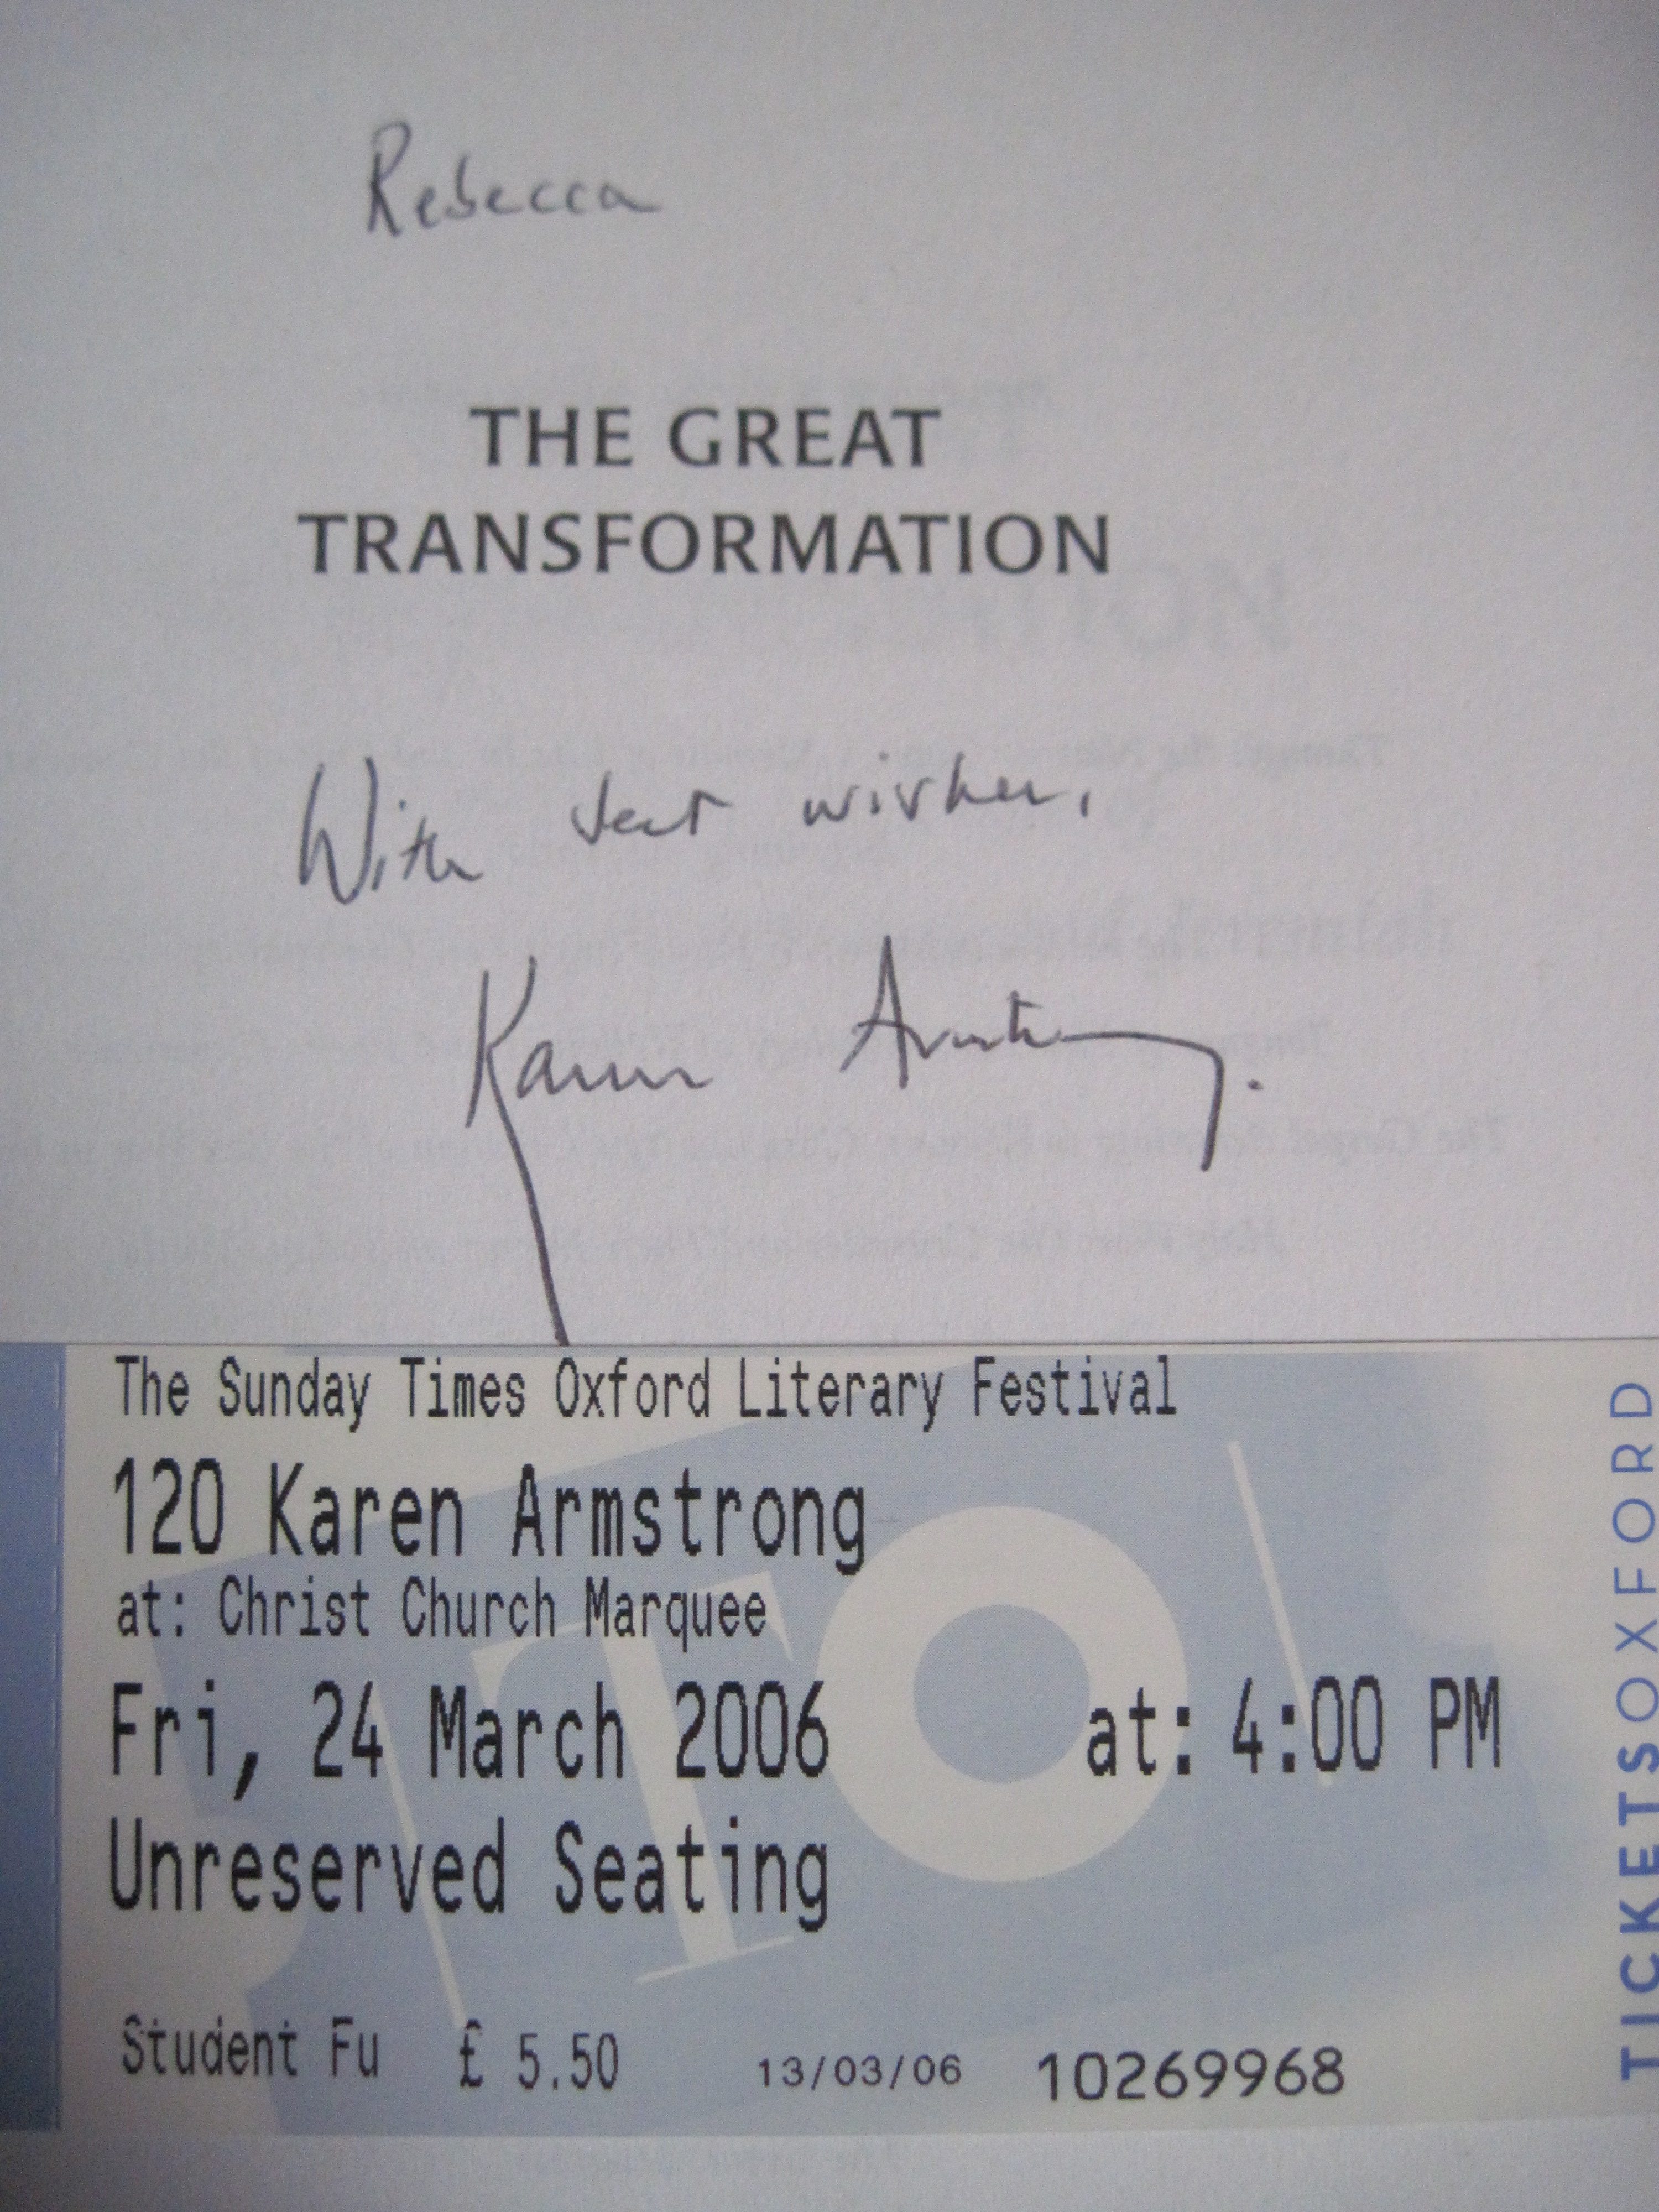 Rebecca
THE GREAT
TRANSFORMATION
With best wishes,
Karen Armstrong.
The Sunday Times Oxford Literary Festival
120 Karen Armstrong
at: Christ Church Marquee
Fri, 24 March 2006 at: 4:00 PM
Unreserved Seating
Student Fu £ 5.50 13/03/06 10269968
TICKETSOXFORD
TO